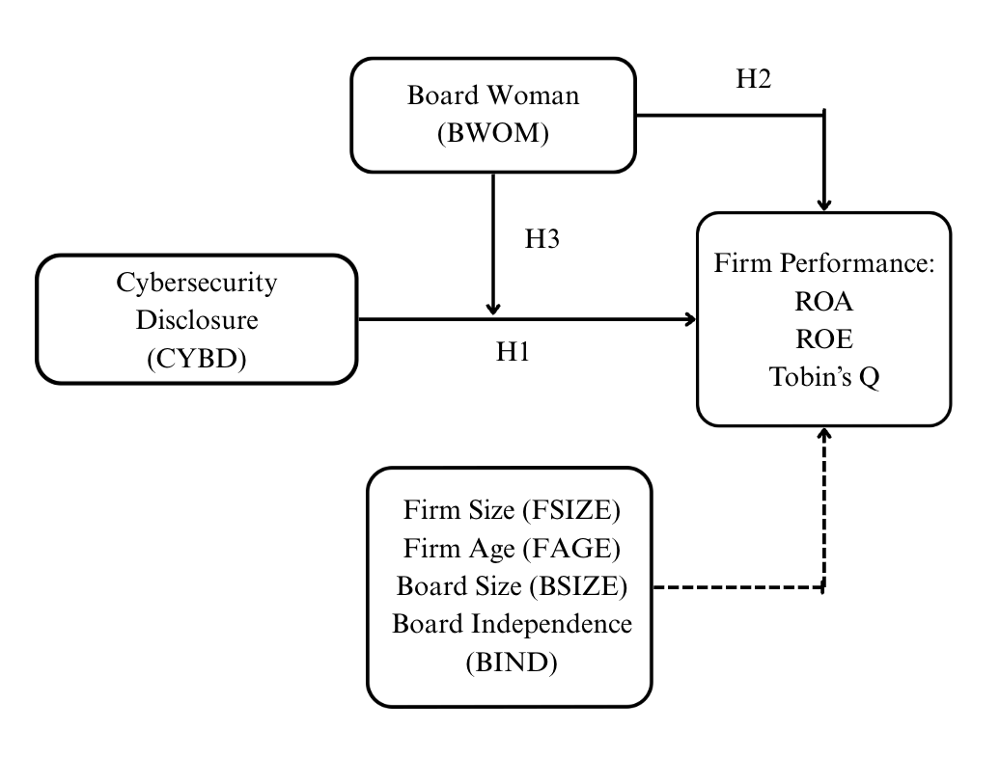 Board Woman
(BWOM)
H2
H3
Cybersecurity
Disclosure
(CYBD)
H1
Firm Performance:
ROA
ROE
Tobin’s Q
Firm Size (FSIZE)
Firm Age (FAGE)
Board Size (BSIZE)
Board Independence
(BIND)